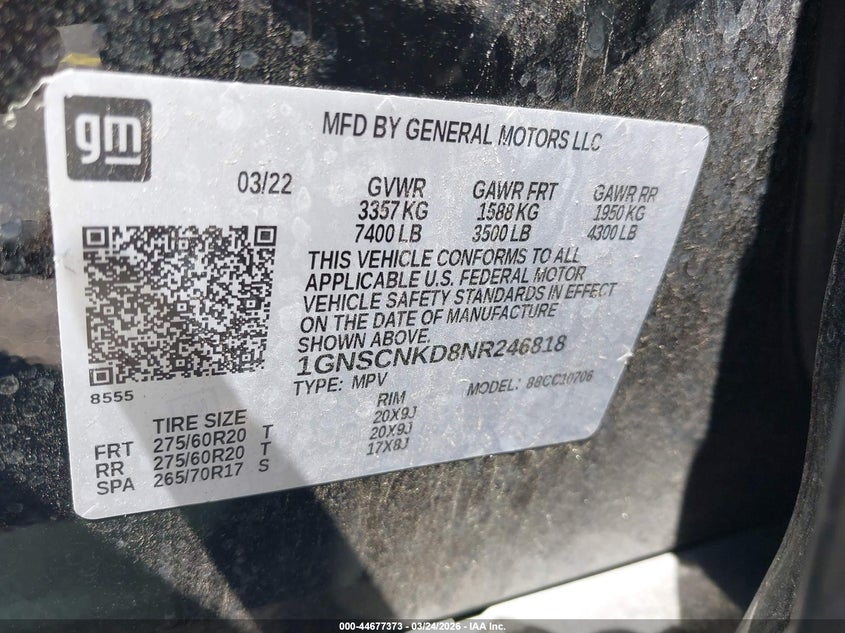 gm
MFD BY GENERAL MOTORS LLC
03/22
GVWR GAWR FRT GAWR RR
3357 KG 1588 KG 1950 KG
7400 LB 3500 LB 4300 LB
THIS VEHICLE CONFORMS TO ALL
APPLICABLE U.S. FEDERAL MOTOR
VEHICLE SAFETY STANDARDS IN EFFECT
ON THE DATE OF MANUFACTURE
SHOWN ABOVE.
1GNSCNKD8NR246818
TYPE: MPV MODEL: 88CC10706
8555
TIRE SIZE RIM
FRT 275/60R20 T 20X9J
RR 275/60R20 T 20X9J
SPA 265/70R17 S 17X8J
000-44677373 | 03/24/2026 | IAA Inc.